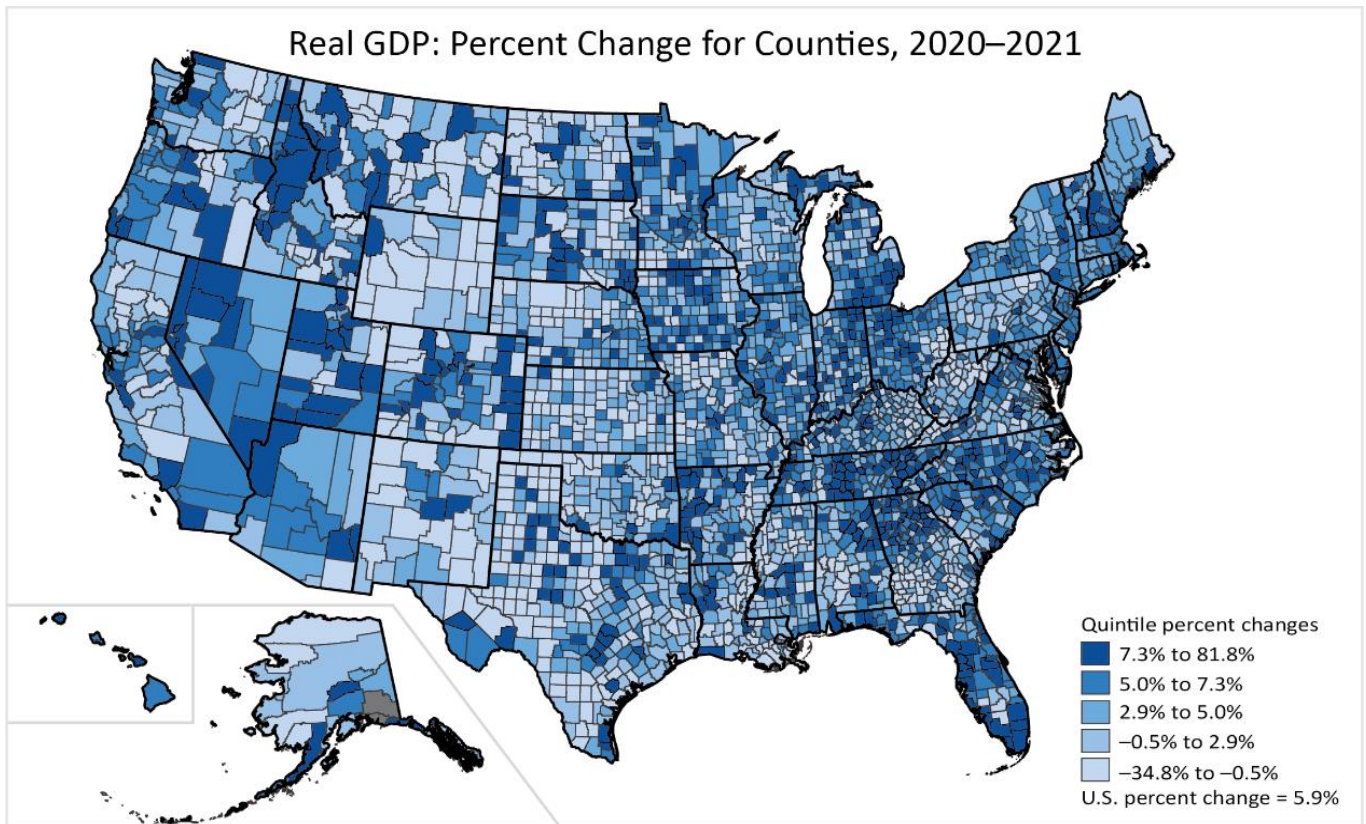 Real GDP: Percent Change for Counties, 2020–2021
Quintile percent changes
7.3% to 81.8%
5.0% to 7.3%
2.9% to 5.0%
–0.5% to 2.9%
–34.8% to –0.5%
U.S. percent change = 5.9%